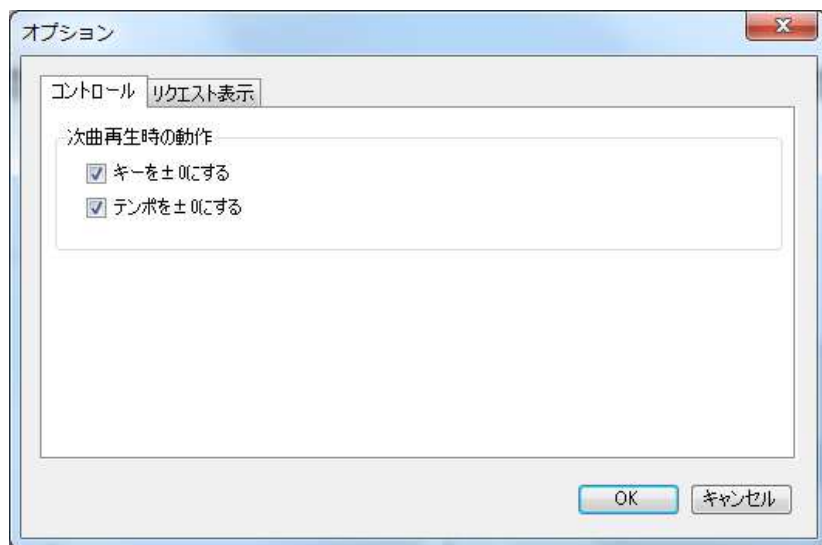 オプション
コントロール
リクエスト表示
次曲再生時の動作
キーを±0にする
テンポを±0にする
OK
キャンセル